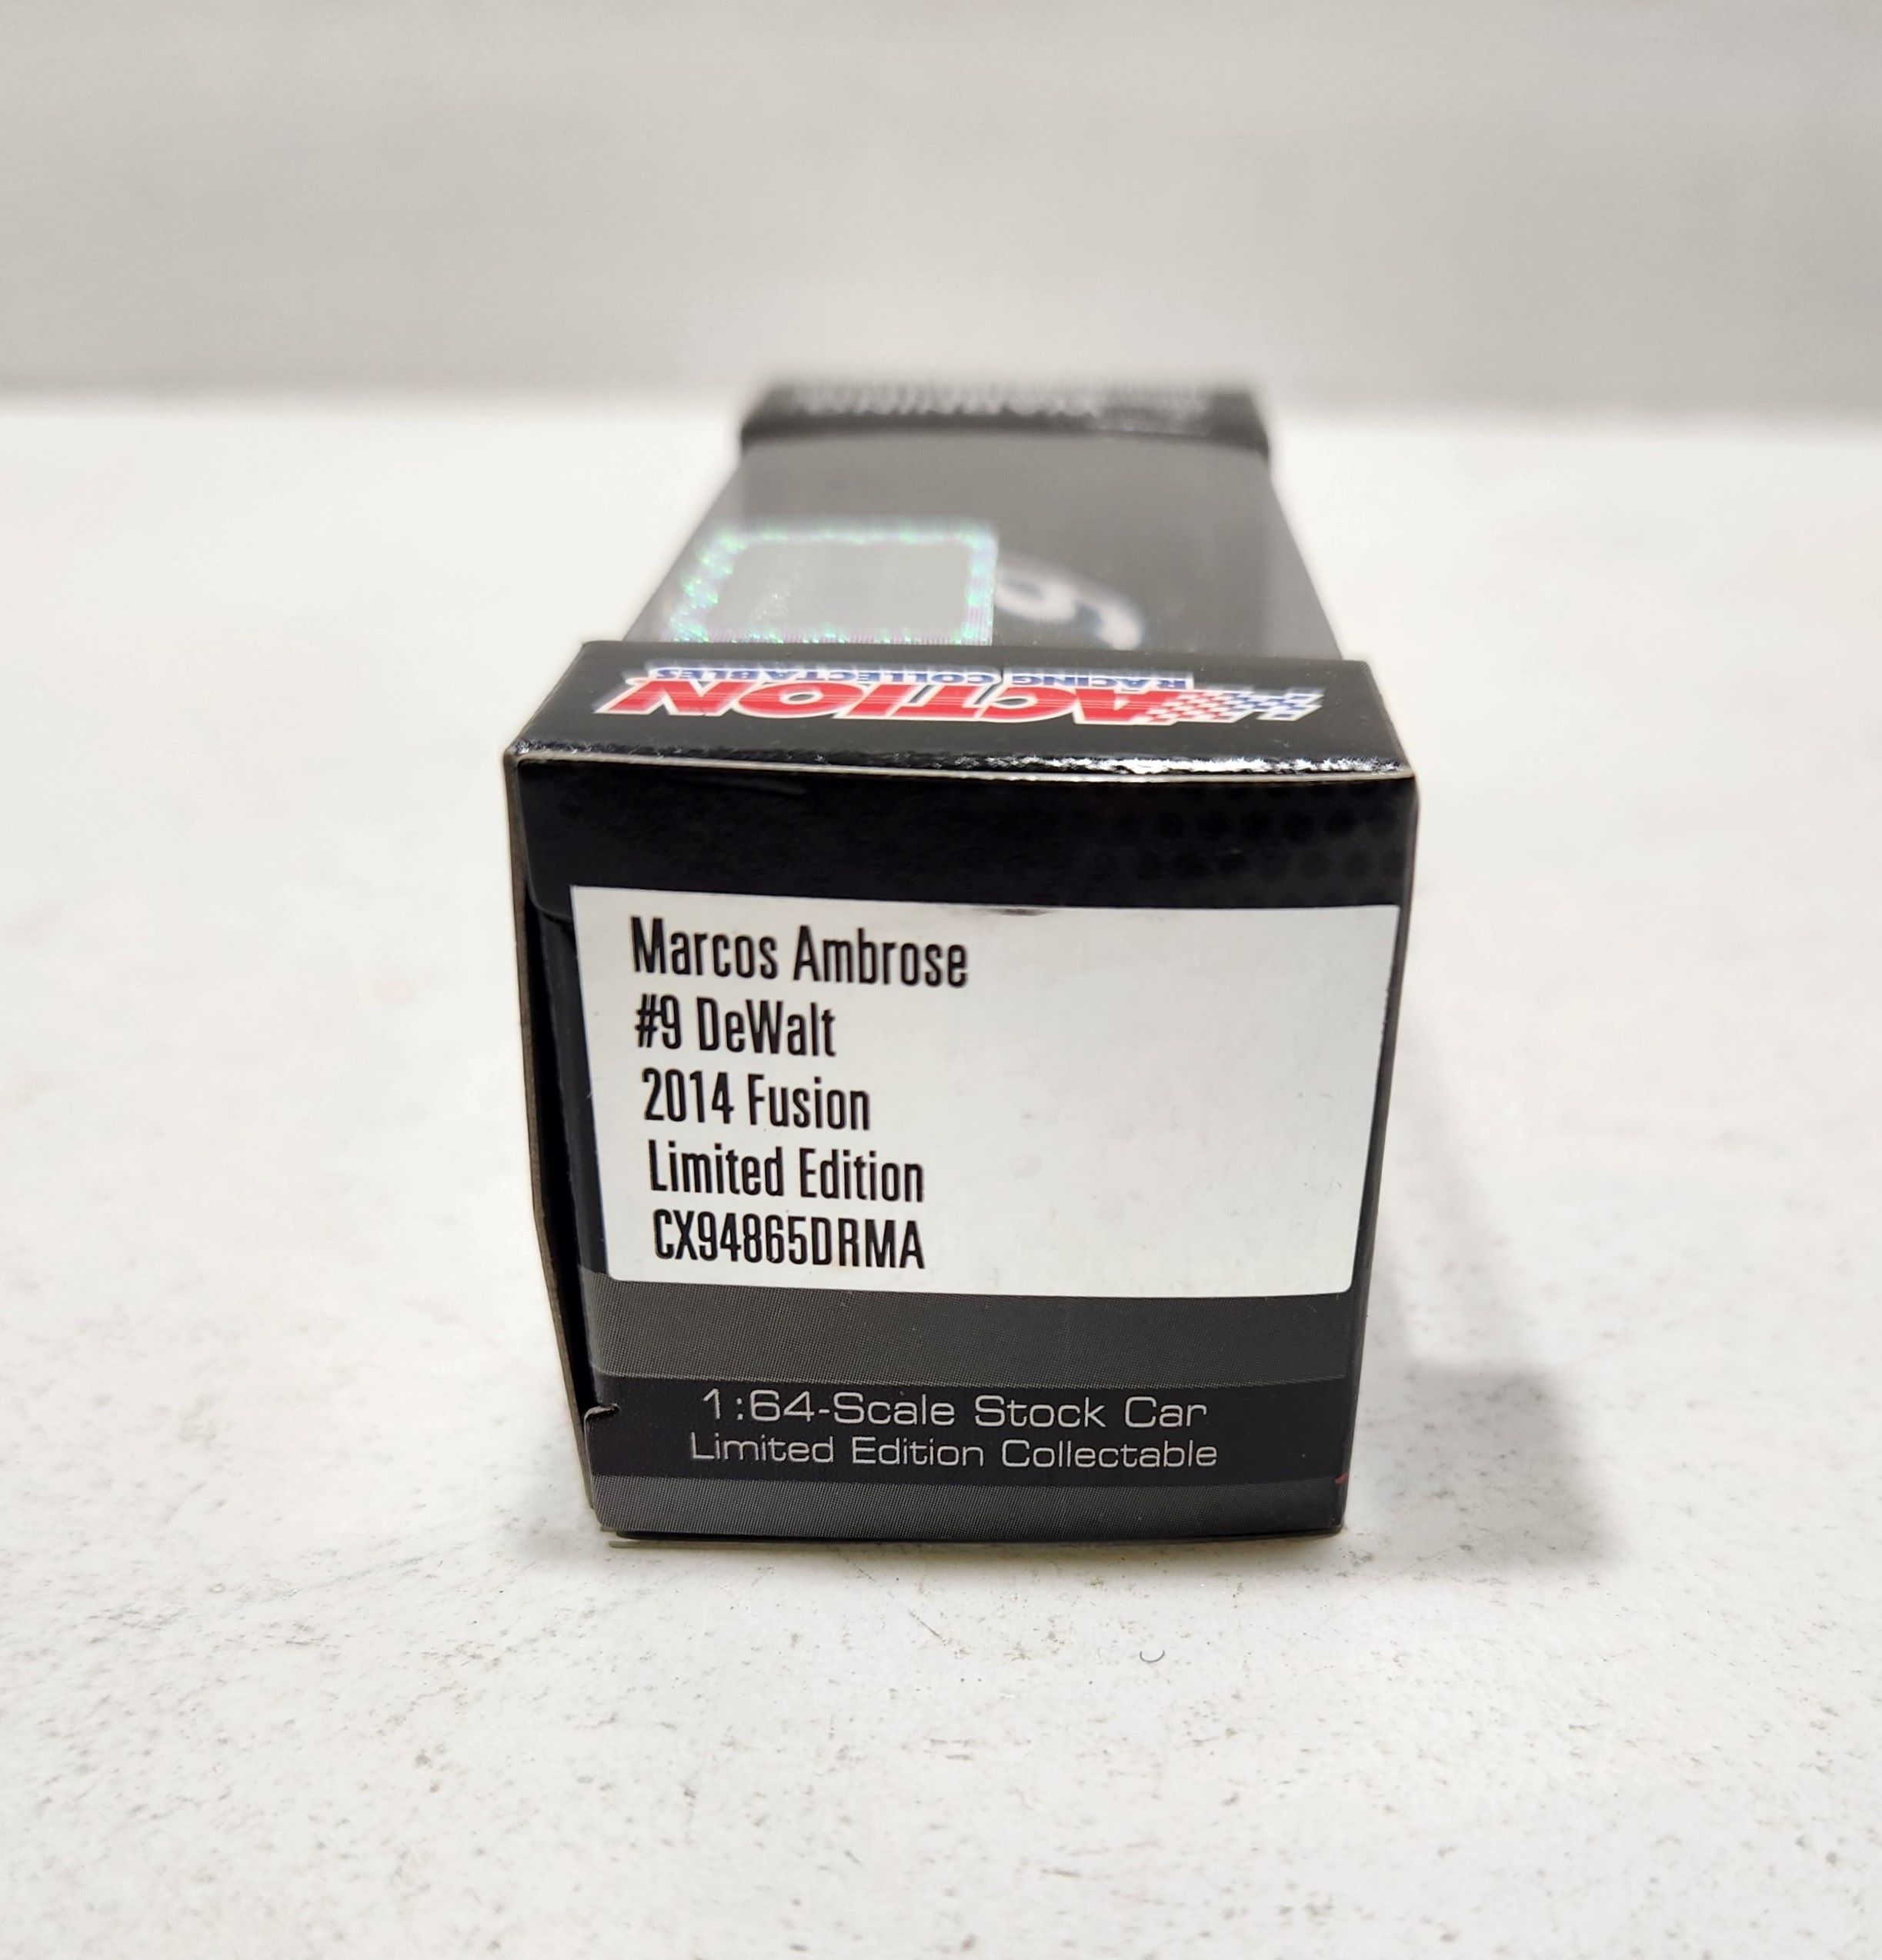 ACTION
RACING COLLECTABLES
Marcos Ambrose
#9 DeWalt
2014 Fusion
Limited Edition
CX94865DRMA
1:64-Scale Stock Car
Limited Edition Collectable